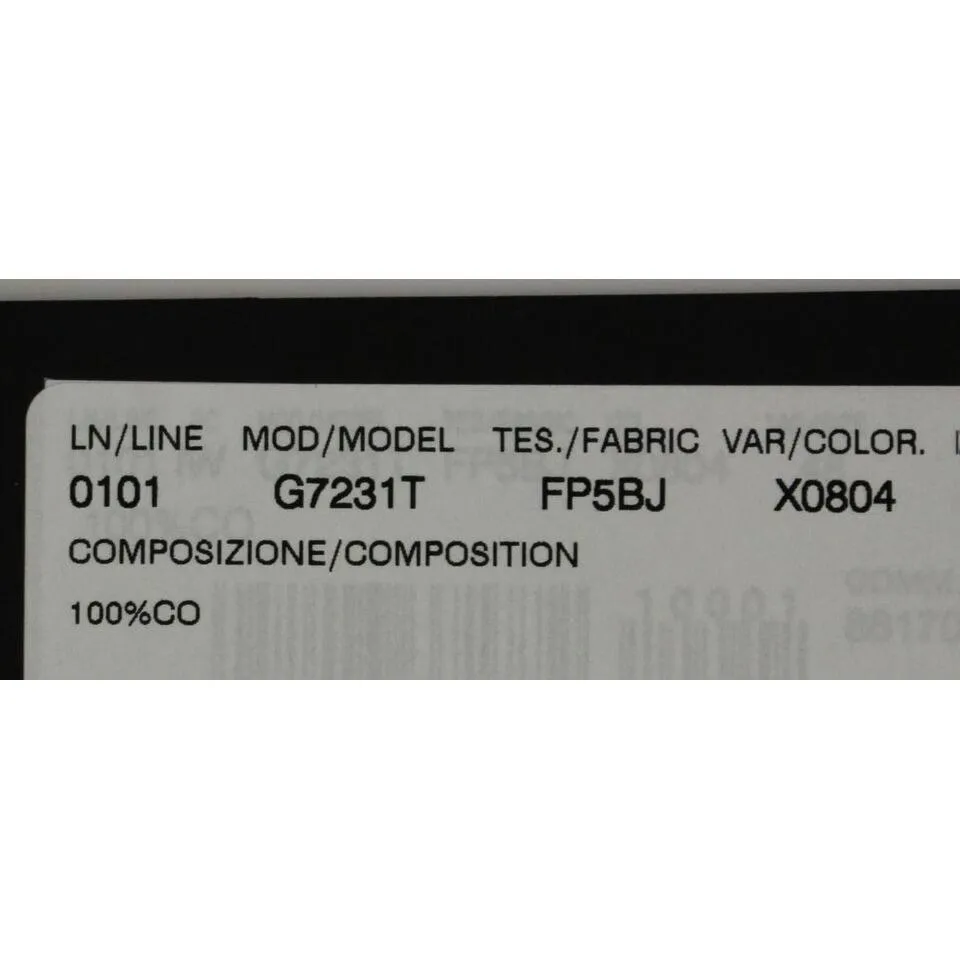 LN/LINE MOD/MODEL TES./FABRIC VAR/COLOR.
0101 G7231T FP5BJ X0804
COMPOSIZIONE/COMPOSITION
100%CO